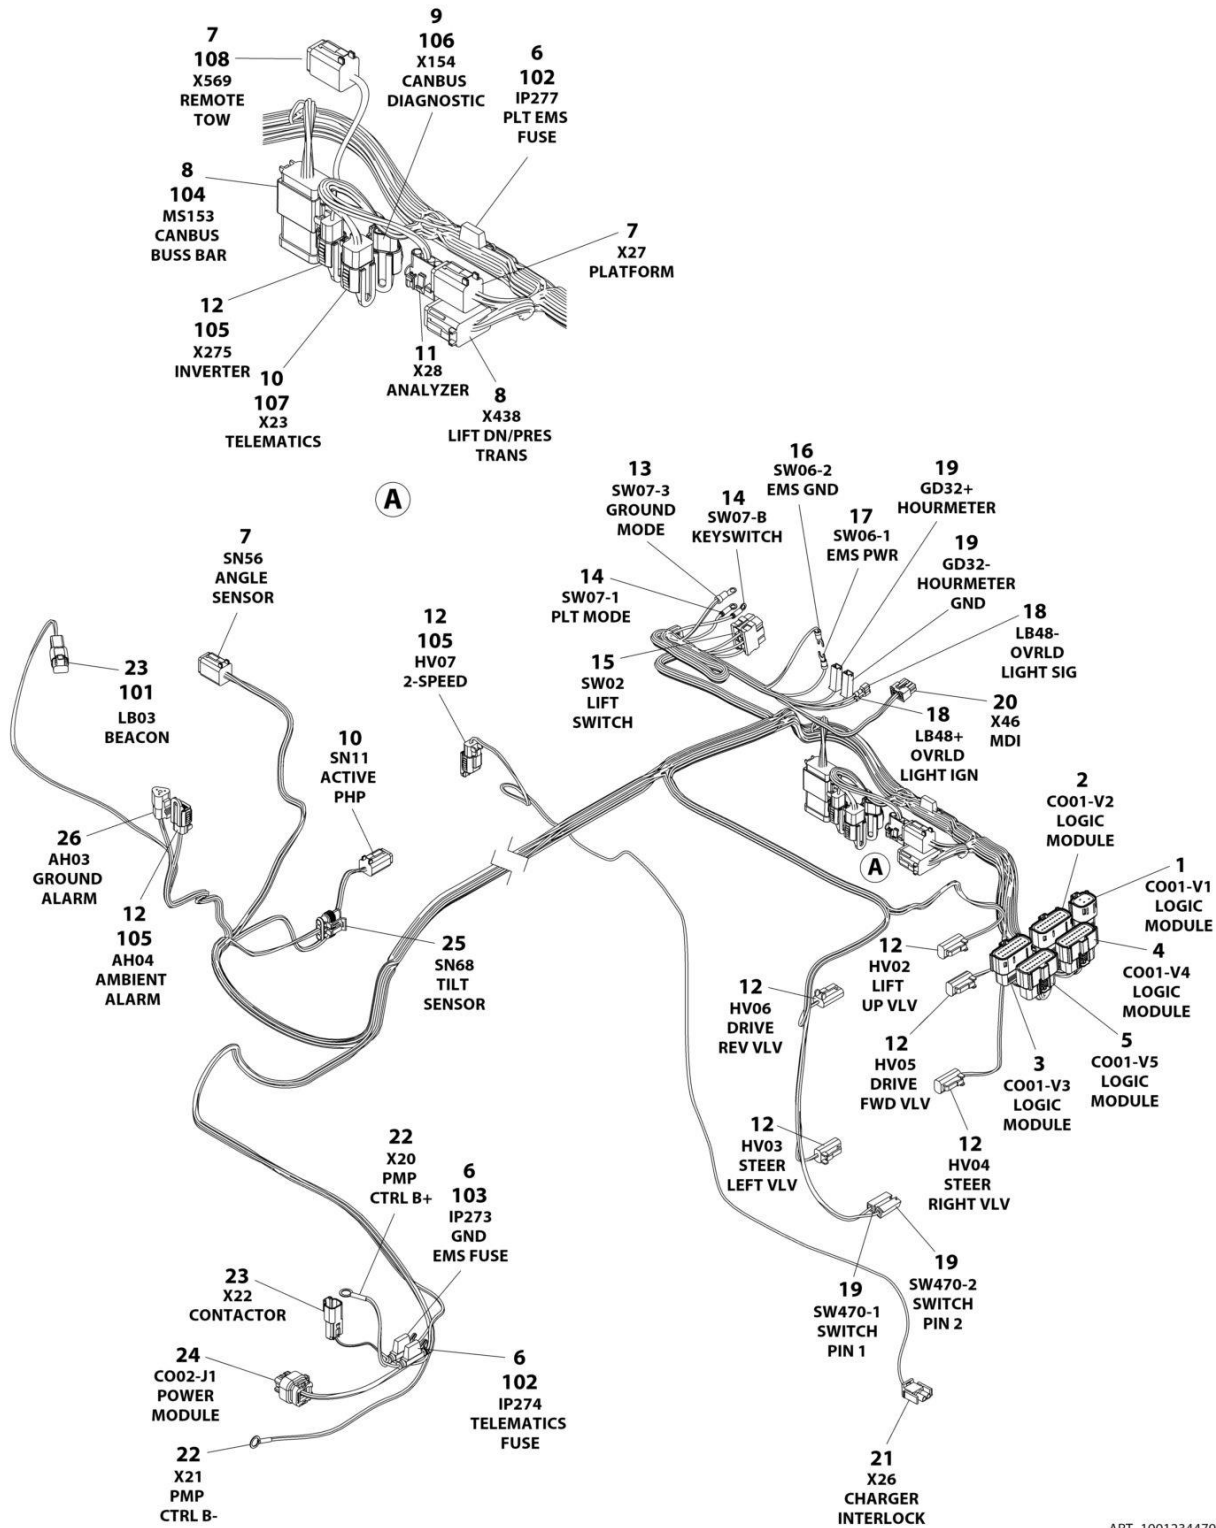 7
108
X569
REMOTE
TOW
9
106
X154
CANBUS
DIAGNOSTIC
6
102
IP277
PLT EMS
FUSE
8
104
MS153
CANBUS
BUSS BAR
7
X27
PLATFORM
12
105
X275
INVERTER
10
107
X23
TELEMATICS
11
X28
ANALYZER
8
X438
LIFT DN/PRES
TRANS
A
13
SW07-3
GROUND
MODE
14
SW07-B
KEYSWITCH
16
SW06-2
EMS GND
17
SW06-1
EMS PWR
19
GD32+
HOURMETER
19
GD32-
HOURMETER
GND
18
LB48-
OVRLD
LIGHT SIG
14
SW07-1
PLT MODE
15
SW02
LIFT
SWITCH
20
X46
MDI
18
LB48+
OVRLD
LIGHT IGN
7
SN56
ANGLE
SENSOR
23
101
LB03
BEACON
12
105
HV07
2-SPEED
10
SN11
ACTIVE
PHP
26
AH03
GROUND
ALARM
12
105
AH04
AMBIENT
ALARM
25
SN68
TILT
SENSOR
A
2
CO01-V2
LOGIC
MODULE
1
CO01-V1
LOGIC
MODULE
4
CO01-V4
LOGIC
MODULE
5
CO01-V5
LOGIC
MODULE
3
CO01-V3
LOGIC
MODULE
12
HV02
LIFT
UP VLV
12
HV06
DRIVE
REV VLV
12
HV05
DRIVE
FWD VLV
12
HV03
STEER
LEFT VLV
12
HV04
STEER
RIGHT VLV
22
X20
PMP
CTRL B+
6
103
IP273
GND
EMS FUSE
23
X22
CONTACTOR
24
CO02-J1
POWER
MODULE
22
X21
PMP
CTRL B-
6
102
IP274
TELEMATICS
FUSE
19
SW470-1
SWITCH
PIN 1
19
SW470-2
SWITCH
PIN 2
21
X26
CHARGER
INTERLOCK